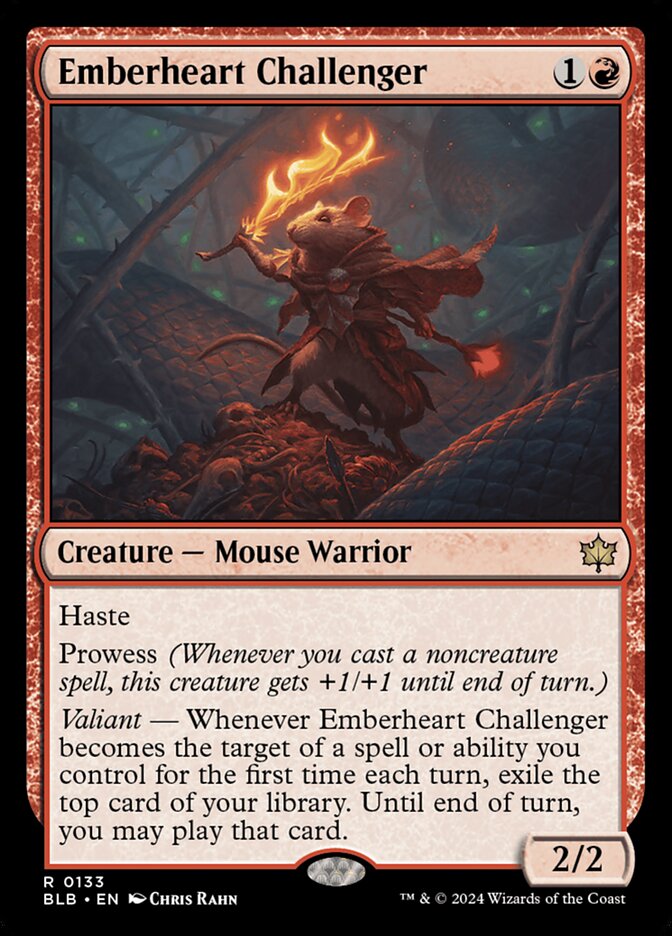 Emberheart Challenger 1
Creature — Mouse Warrior
Haste
Prowess (Whenever you cast a noncreature
spell, this creature gets +1/+1 until end of turn.)
Valiant — Whenever Emberheart Challenger
becomes the target of a spell or ability you
control for the first time each turn, exile the
top card of your library. Until end of turn,
you may play that card.
2/2
R 0133
BLB • EN Chris Rahn
™ & © 2024 Wizards of the Coast